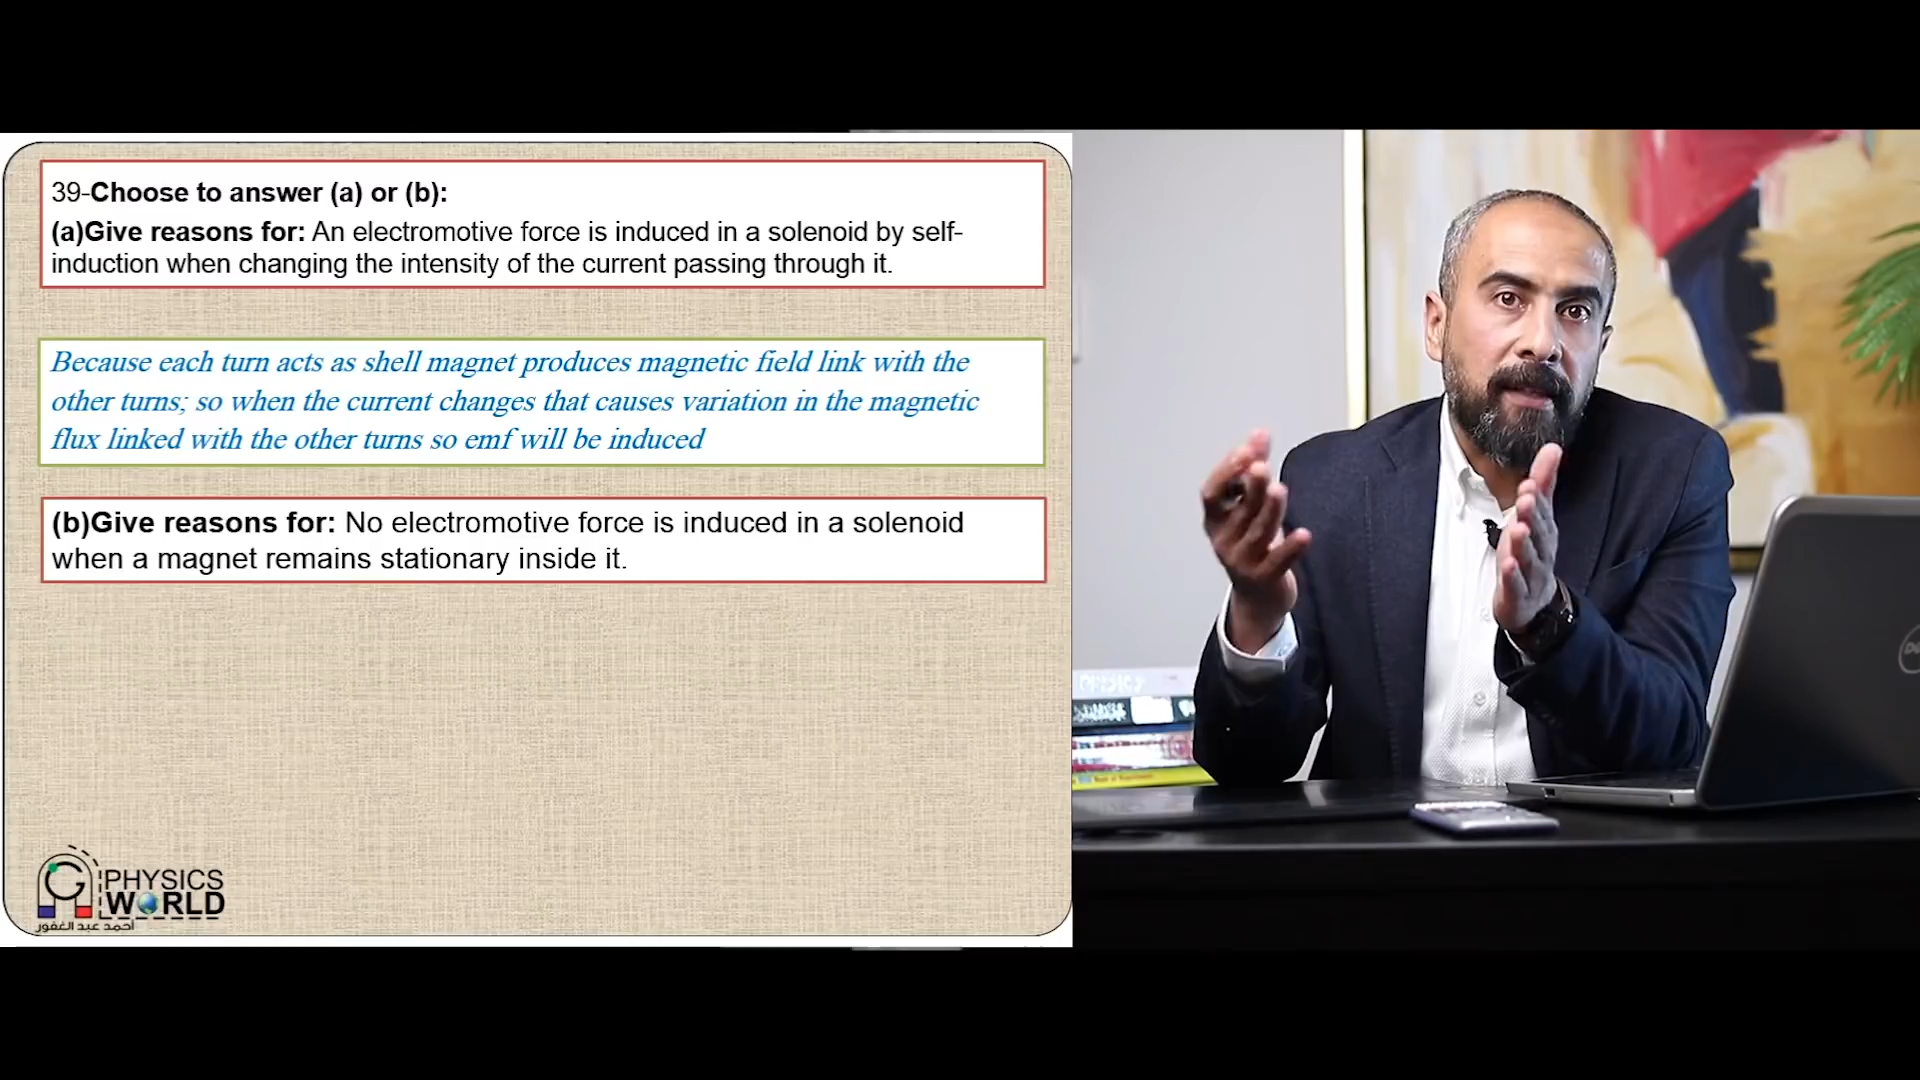 39-Choose to answer (a) or (b):
(a)Give reasons for: An electromotive force is induced in a solenoid by self-
induction when changing the intensity of the current passing through it.
Because each turn acts as shell magnet produces magnetic field link with the
other turns; so when the current changes that causes variation in the magnetic
flux linked with the other turns so emf will be induced
(b)Give reasons for: No electromotive force is induced in a solenoid
when a magnet remains stationary inside it.
PHYSICS
WORLD
أحمد عبد الغفور